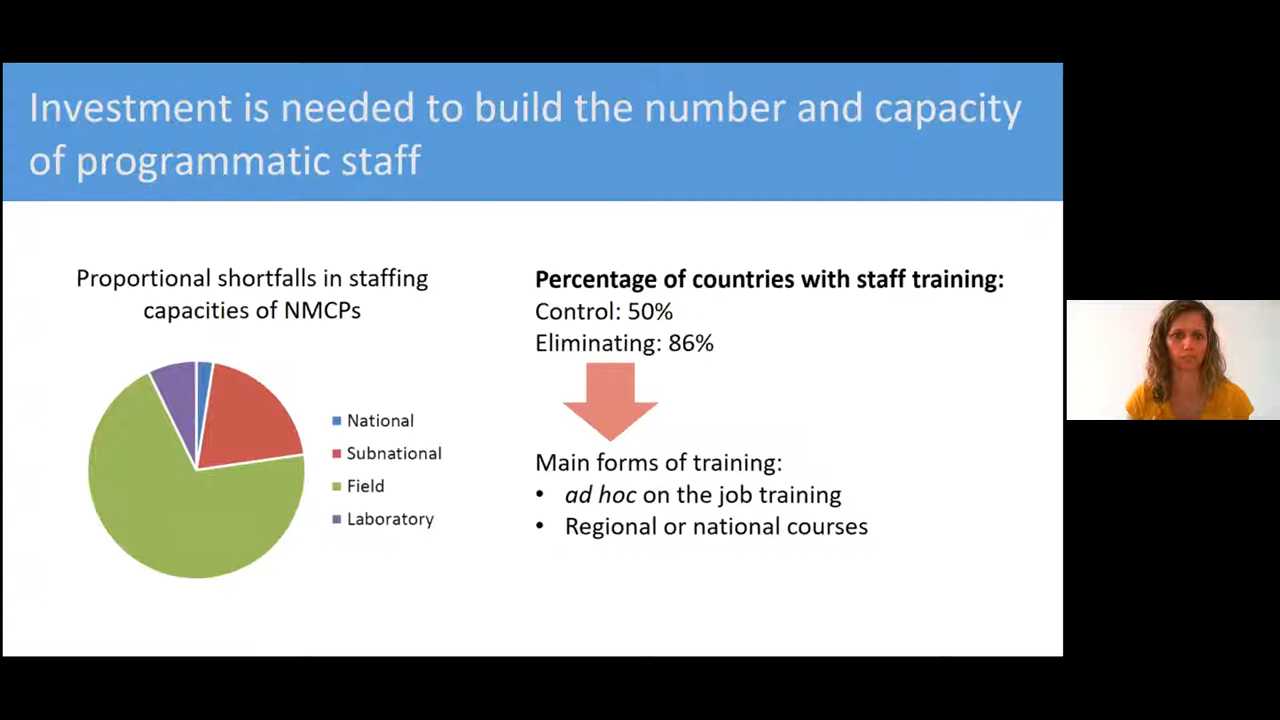 Investment is needed to build the number and capacity
of programmatic staff
Proportional shortfalls in staffing
capacities of NMCPs
National
Subnational
Field
Laboratory
Percentage of countries with staff training:
Control: 50%
Eliminating: 86%
Main forms of training:
• ad hoc on the job training
• Regional or national courses